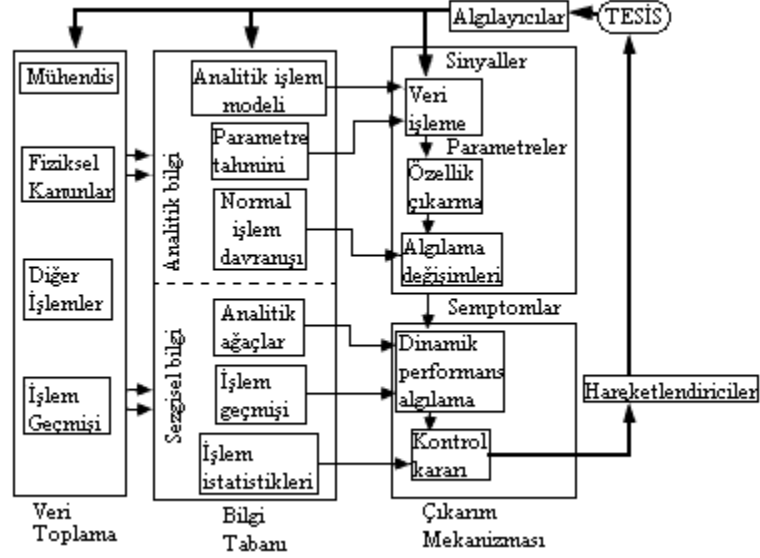 Algılayıcılar
TESİS
Mühendis
Fiziksel
Kanunlar
Diğer
İşlemler
İşlem
Geçmişi
Veri
Toplama
Analitik bilgi
Sezgisel bilgi
Analitik işlem
modeli
Parametre
tahmini
Normal
işlem
davranışı
Analitik
ağaçlar
İşlem
geçmişi
İşlem
istatistikleri
Bilgi
Tabanı
Sinyaller
Veri
işleme
Parametreler
Özellik
çıkarma
Algılama
değişimleri
Semptomlar
Dinamik
performans
algılama
Kontrol
kararı
Çıkarım
Mekanizması
Hareketlendiriciler